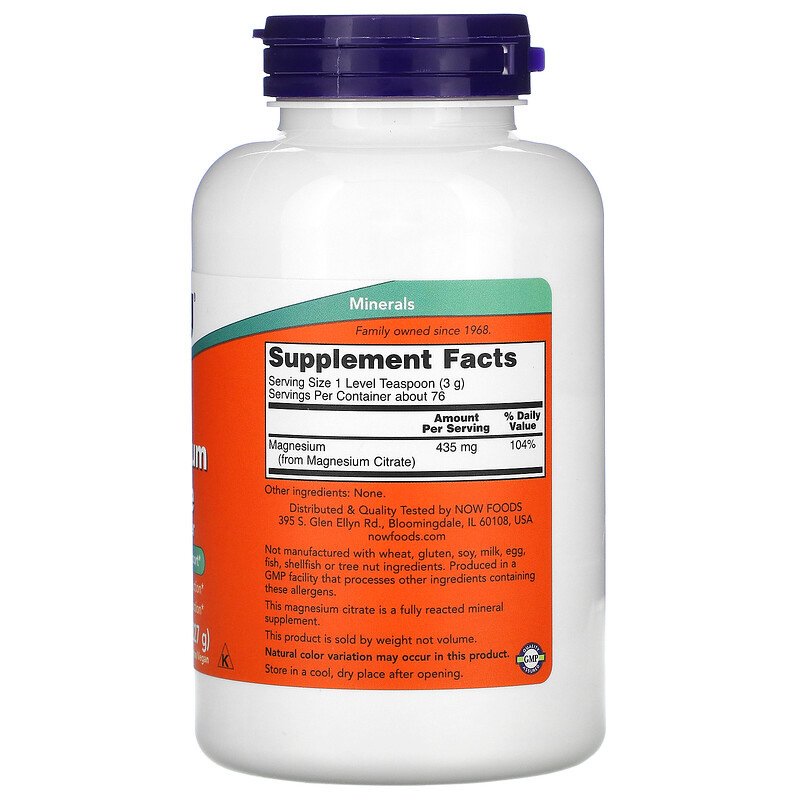 Minerals
Family owned since 1968.
Supplement Facts
Serving Size 1 Level Teaspoon (3 g)
Servings Per Container about 76
Amount Per Serving
% Daily Value
Magnesium 435 mg 104%
(from Magnesium Citrate)
Other ingredients: None.
Distributed & Quality Tested by NOW FOODS
395 S. Glen Ellyn Rd., Bloomingdale, IL 60108, USA
nowfoods.com
Not manufactured with wheat, gluten, soy, milk, egg,
fish, shellfish or tree nut ingredients. Produced in a
GMP facility that processes other ingredients containing
these allergens.
This magnesium citrate is a fully reacted mineral
supplement.
This product is sold by weight not volume.
Natural color variation may occur in this product.
Store in a cool, dry place after opening.
GMP
K
Vegan